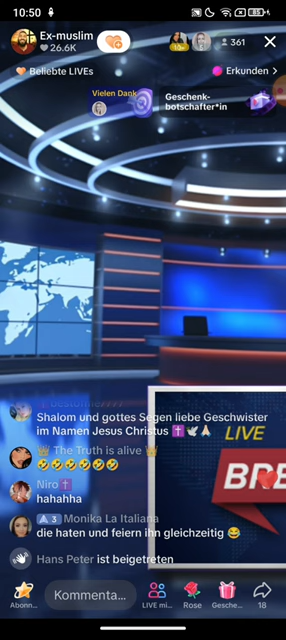 10:50
85
Ex-muslim
26.6K
361
Beliebte LIVEs
Erkunden
Vielen Dank
Geschenk-
botschafter*in
Shalom und gottes Segen liebe Geschwister
im Namen Jesus Christus ✝️🕊️🙏🏻
👑 The Truth is alive 👑
🤣🤣🤣🤣🤣🤣
Niro✝️
hahahha
3 Monika La Italiana
die haten und feiern ihn gleichzeitig 😂
Hans Peter ist beigetreten
LIVE
BRE
Abonn...
Kommenta...
LIVE mi...
Rose
Gesche...
18